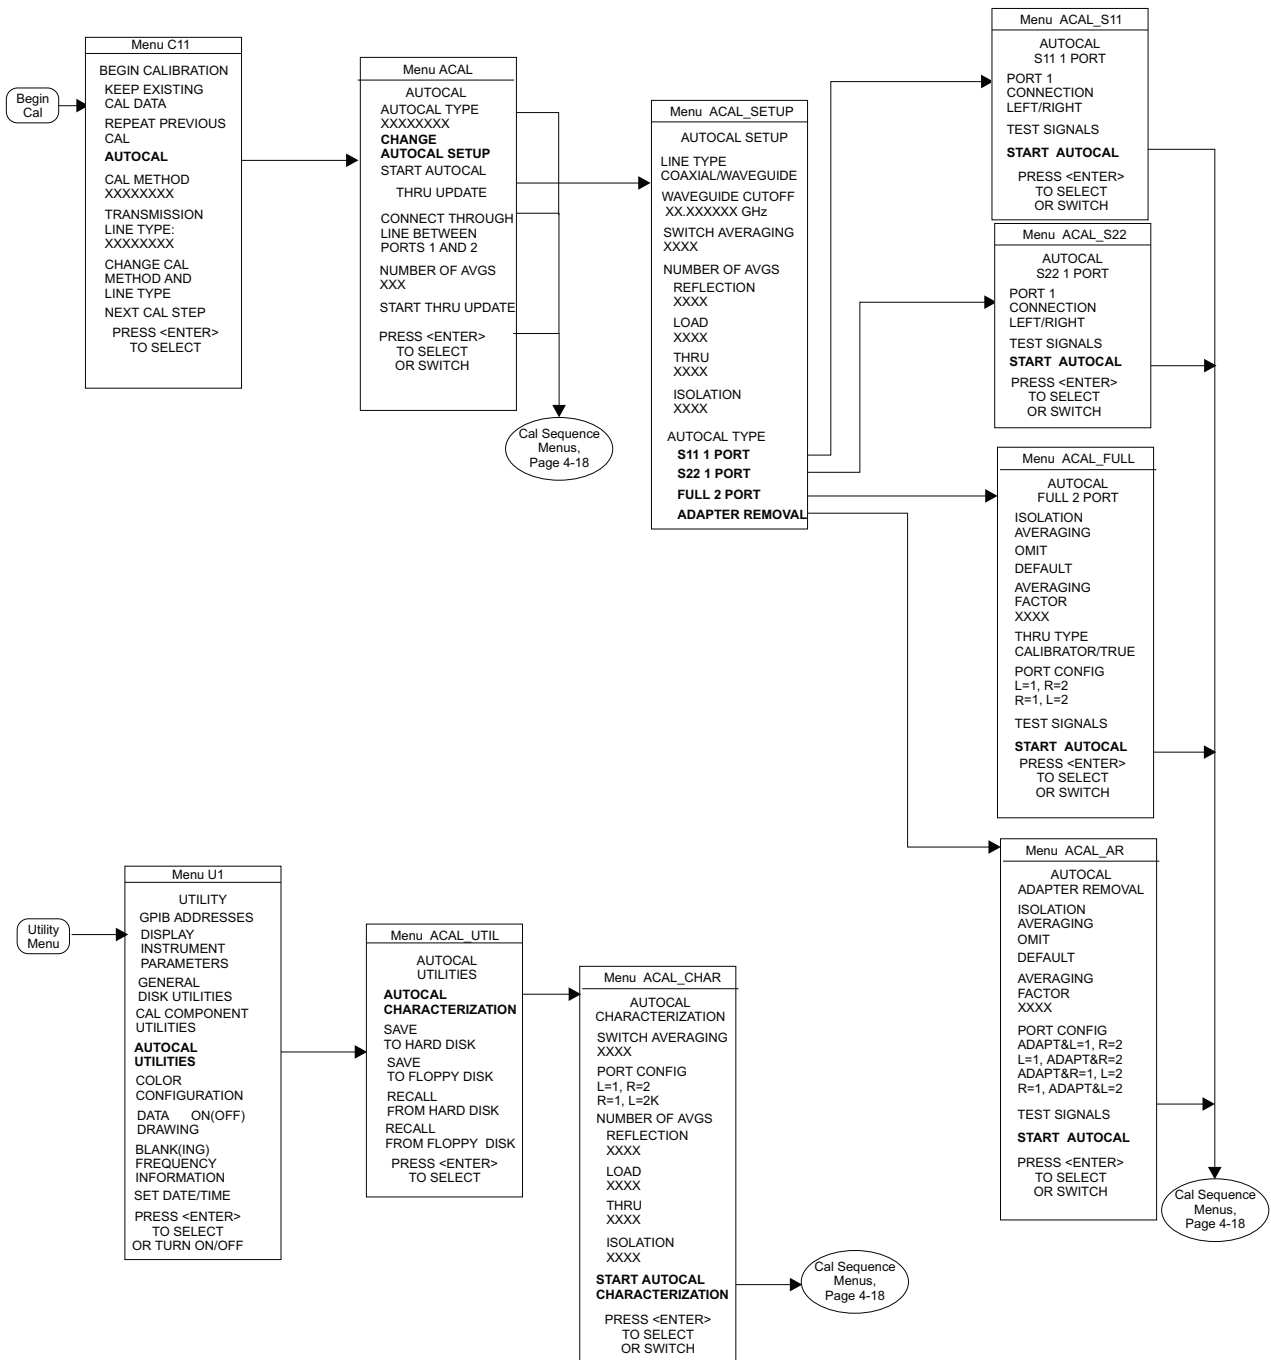 Begin
Cal
Menu C11
BEGIN CALIBRATION
KEEP EXISTING
CAL DATA
REPEAT PREVIOUS
CAL
AUTOCAL
CAL METHOD
XXXXXXXX
TRANSMISSION
LINE TYPE:
XXXXXXXX
CHANGE CAL
METHOD AND
LINE TYPE
NEXT CAL STEP
PRESS <ENTER>
TO SELECT
Menu ACAL
AUTOCAL
AUTOCAL TYPE
XXXXXXXX
CHANGE
AUTOCAL SETUP
START AUTOCAL
THRU UPDATE
CONNECT THROUGH
LINE BETWEEN
PORTS 1 AND 2
NUMBER OF AVGS
XXX
START THRU UPDATE
PRESS <ENTER>
TO SELECT
OR SWITCH
Cal Sequence
Menus,
Page 4-18
Menu ACAL_SETUP
AUTOCAL SETUP
LINE TYPE
COAXIAL/WAVEGUIDE
WAVEGUIDE CUTOFF
XX.XXXXXX GHz
SWITCH AVERAGING
XXXX
NUMBER OF AVGS
REFLECTION
XXXX
LOAD
XXXX
THRU
XXXX
ISOLATION
XXXX
AUTOCAL TYPE
S11 1 PORT
S22 1 PORT
FULL 2 PORT
ADAPTER REMOVAL
Menu ACAL_S11
AUTOCAL
S11 1 PORT
PORT 1
CONNECTION
LEFT/RIGHT
TEST SIGNALS
START AUTOCAL
PRESS <ENTER>
TO SELECT
OR SWITCH
Menu ACAL_S22
AUTOCAL
S22 1 PORT
PORT 1
CONNECTION
LEFT/RIGHT
TEST SIGNALS
START AUTOCAL
PRESS <ENTER>
TO SELECT
OR SWITCH
Menu ACAL_FULL
AUTOCAL
FULL 2 PORT
ISOLATION
AVERAGING
OMIT
DEFAULT
AVERAGING
FACTOR
XXXX
THRU TYPE
CALIBRATOR/TRUE
PORT CONFIG
L=1, R=2
R=1, L=2
TEST SIGNALS
START AUTOCAL
PRESS <ENTER>
TO SELECT
OR SWITCH
Menu ACAL_AR
AUTOCAL
ADAPTER REMOVAL
ISOLATION
AVERAGING
OMIT
DEFAULT
AVERAGING
FACTOR
XXXX
PORT CONFIG
ADAPT&L=1, R=2
L=1, ADAPT&R=2
ADAPT&R=1, L=2
R=1, ADAPT&L=2
TEST SIGNALS
START AUTOCAL
PRESS <ENTER>
TO SELECT
OR SWITCH
Cal Sequence
Menus,
Page 4-18
Utility
Menu
Menu U1
UTILITY
GPIB ADDRESSES
DISPLAY
INSTRUMENT
PARAMETERS
GENERAL
DISK UTILITIES
CAL COMPONENT
UTILITIES
AUTOCAL
UTILITIES
COLOR
CONFIGURATION
DATA ON(OFF)
DRAWING
BLANK(ING)
FREQUENCY
INFORMATION
SET DATE/TIME
PRESS <ENTER>
TO SELECT
OR TURN ON/OFF
Menu ACAL_UTIL
AUTOCAL
UTILITIES
AUTOCAL
CHARACTERIZATION
SAVE
TO HARD DISK
SAVE
TO FLOPPY DISK
RECALL
FROM HARD DISK
RECALL
FROM FLOPPY DISK
PRESS <ENTER>
TO SELECT
Menu ACAL_CHAR
AUTOCAL
CHARACTERIZATION
SWITCH AVERAGING
XXXX
PORT CONFIG
L=1, R=2
R=1, L=2K
NUMBER OF AVGS
REFLECTION
XXXX
LOAD
XXXX
THRU
XXXX
ISOLATION
XXXX
START AUTOCAL
CHARACTERIZATION
PRESS <ENTER>
TO SELECT
OR SWITCH
Cal Sequence
Menus,
Page 4-18